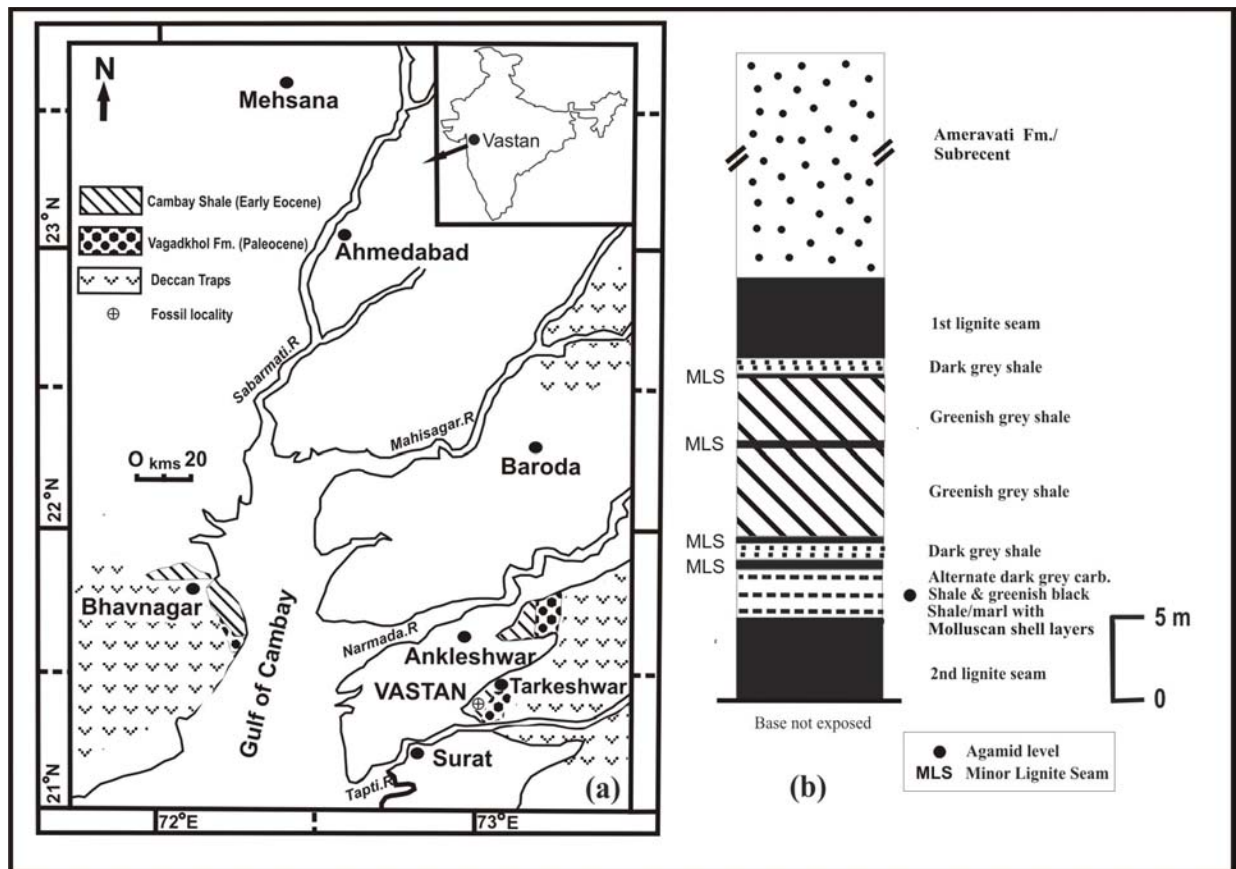 N
Mehsana
Vastan
Cambay Shale (Early Eocene)
Vagadkhol Fm. (Paleocene)
Deccan Traps
Fossil locality
Ahmedabad
Sabarmati.R
Mahisagar.R
O kms 20
Baroda
Bhavnagar
Gulf of Cambay
Narmada.R
Ankleshwar
VASTAN
Tarkeshwar
Surat
Tapti.R
(a)
23°N
22°N
21°N
72°E
73°E
Ameravati Fm./
Subrecent
1st lignite seam
Dark grey shale
MLS
Greenish grey shale
MLS
Greenish grey shale
MLS
Dark grey shale
MLS
Alternate dark grey carb.
Shale & greenish black
Shale/marl with
Molluscan shell layers
5 m
2nd lignite seam
0
Base not exposed
(b)
Agamid level
MLS Minor Lignite Seam